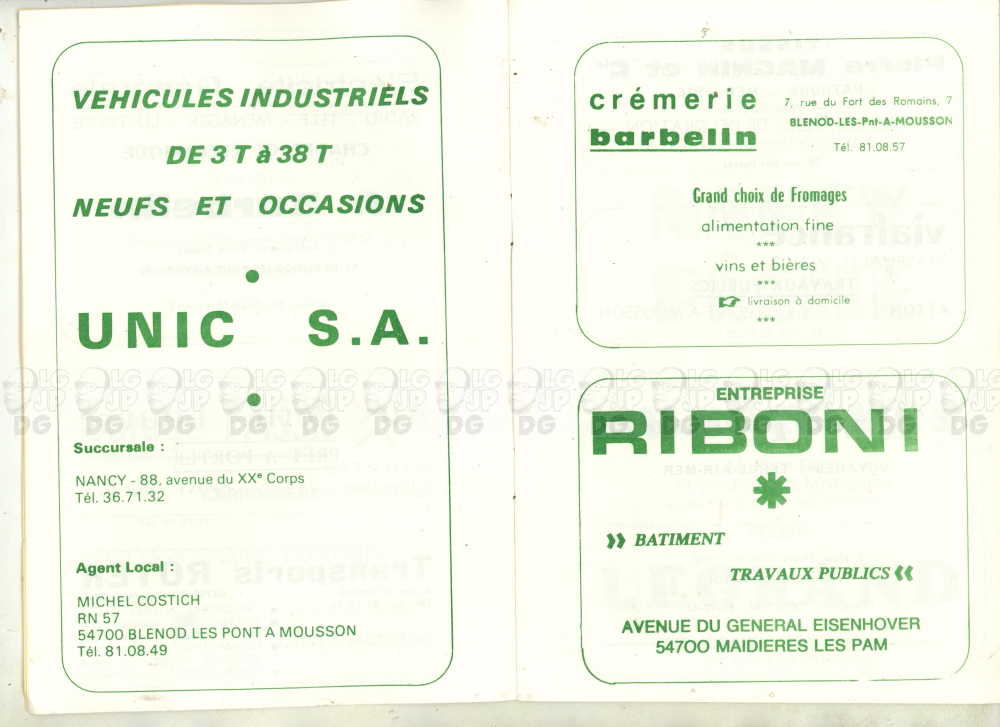 VEHICULES INDUSTRIELS
DE 3 T à 38 T
NEUFS ET OCCASIONS
UNIC S.A.
Succursale :
NANCY - 88, avenue du XXe Corps
Tél. 36.71.32
Agent Local :
MICHEL COSTICH
RN 57
54700 BLENOD LES PONT A MOUSSON
Tél. 81.08.49
crémerie
barbelin
7, rue du Fort des Romains, 7
BLENOD-LES-Pnt-A-MOUSSON
Tél. 81.08.57
Grand choix de Fromages
alimentation fine
***
vins et bières
***
livraison à domicile
***
ENTREPRISE
RIBONI
*
BATIMENT
TRAVAUX PUBLICS
AVENUE DU GENERAL EISENHOVER
54700 MAIDIERES LES PAM